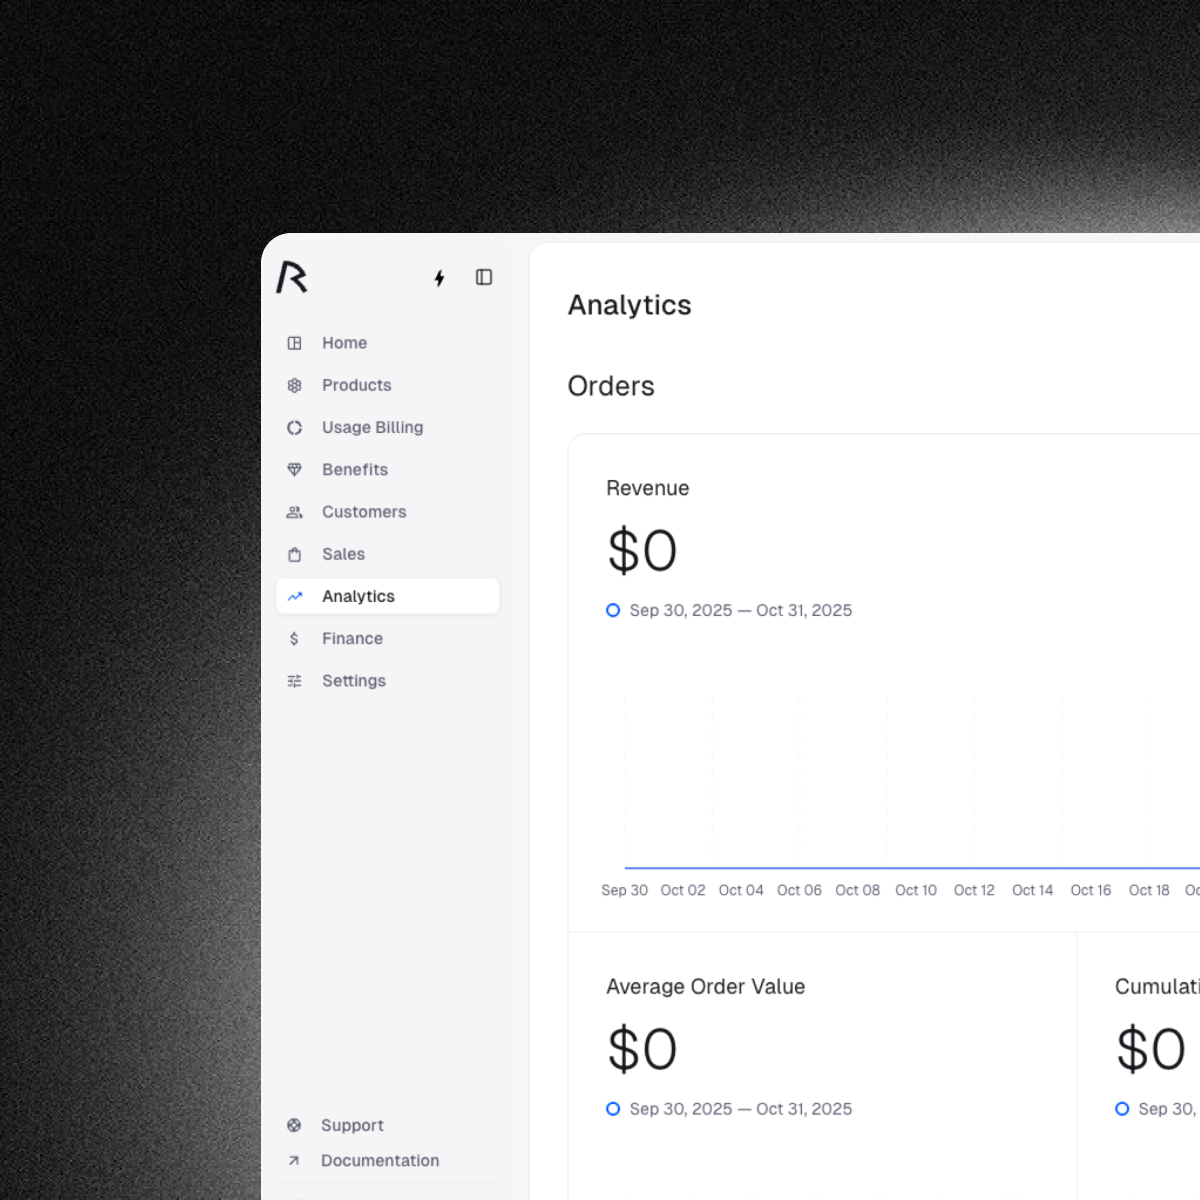 Home
Products
Usage Billing
Benefits
Customers
Sales
Analytics
Finance
Settings
Support
Documentation
Analytics
Orders
Revenue
$0
Sep 30, 2025 — Oct 31, 2025
Sep 30 Oct 02 Oct 04 Oct 06 Oct 08 Oct 10 Oct 12 Oct 14 Oct 16 Oct 18
Average Order Value
$0
Sep 30, 2025 — Oct 31, 2025
$0
Sep 30,